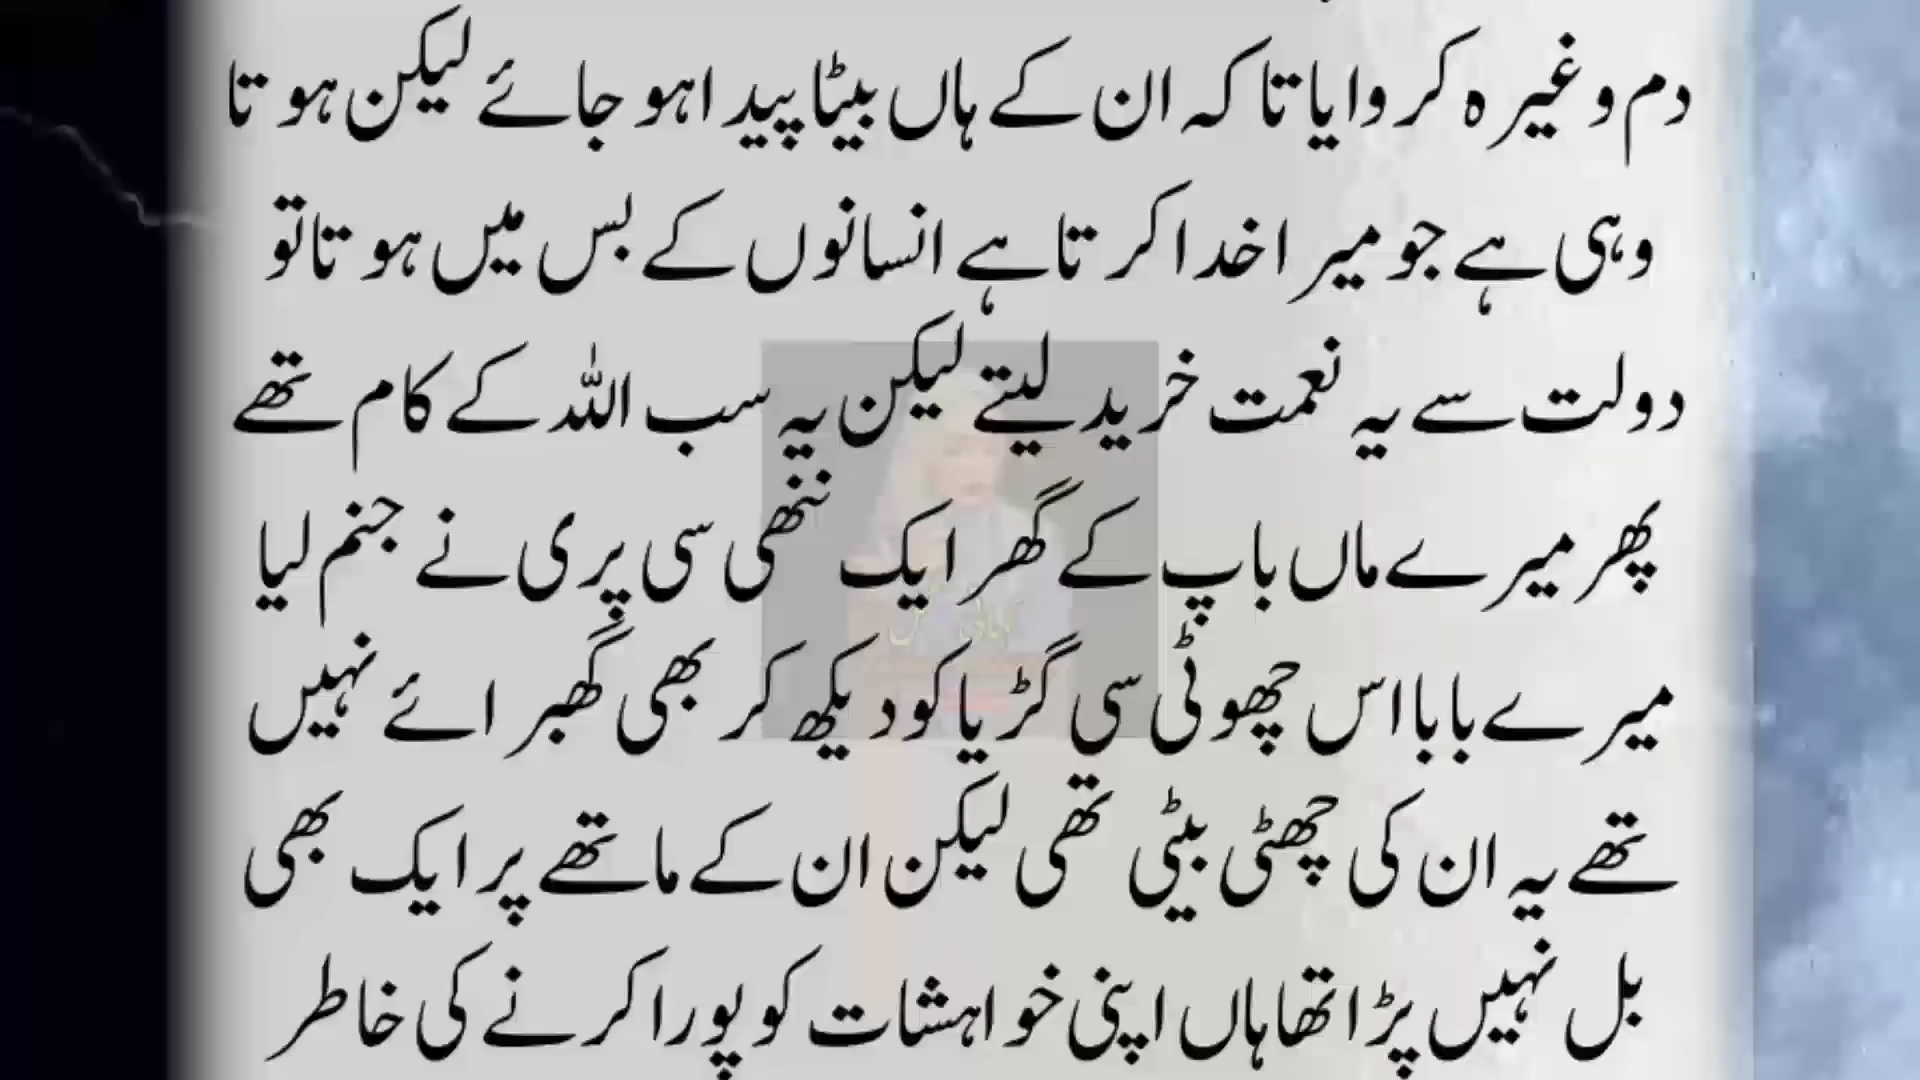 دم وغیرہ کروایا تاکہ ان کے ہاں بیٹا پیدا ہو جائے لیکن ہوتا
وہی ہے جو میرا خدا کرتا ہے انسانوں کے بس میں ہوتا تو
دولت سے یہ نعمت خرید لیتے لیکن یہ سب اللہ کے کام تھے
پھر میرے ماں باپ کے گھر ایک ننھی سی پری نے جنم لیا
میرے بابا اس چھوٹی سی گڑیا کو دیکھ کر بھی گھبرائے نہیں
تھے یہ ان کی چھٹی بیٹی تھی لیکن ان کے ماتھے پر ایک بھی
بل نہیں پڑا تھا ہاں اپنی خواہشات کو پورا کرنے کی خاطر